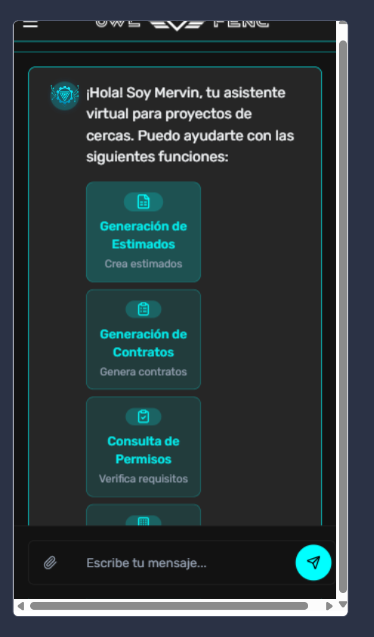 ¡Hola! Soy Mervin, tu asistente
virtual para proyectos de
cercas. Puedo ayudarte con las
siguientes funciones:
Generación de
Estimados
Crea estimados
Generación de
Contratos
Genera contratos
Consulta de
Permisos
Verifica requisitos
Escribe tu mensaje...